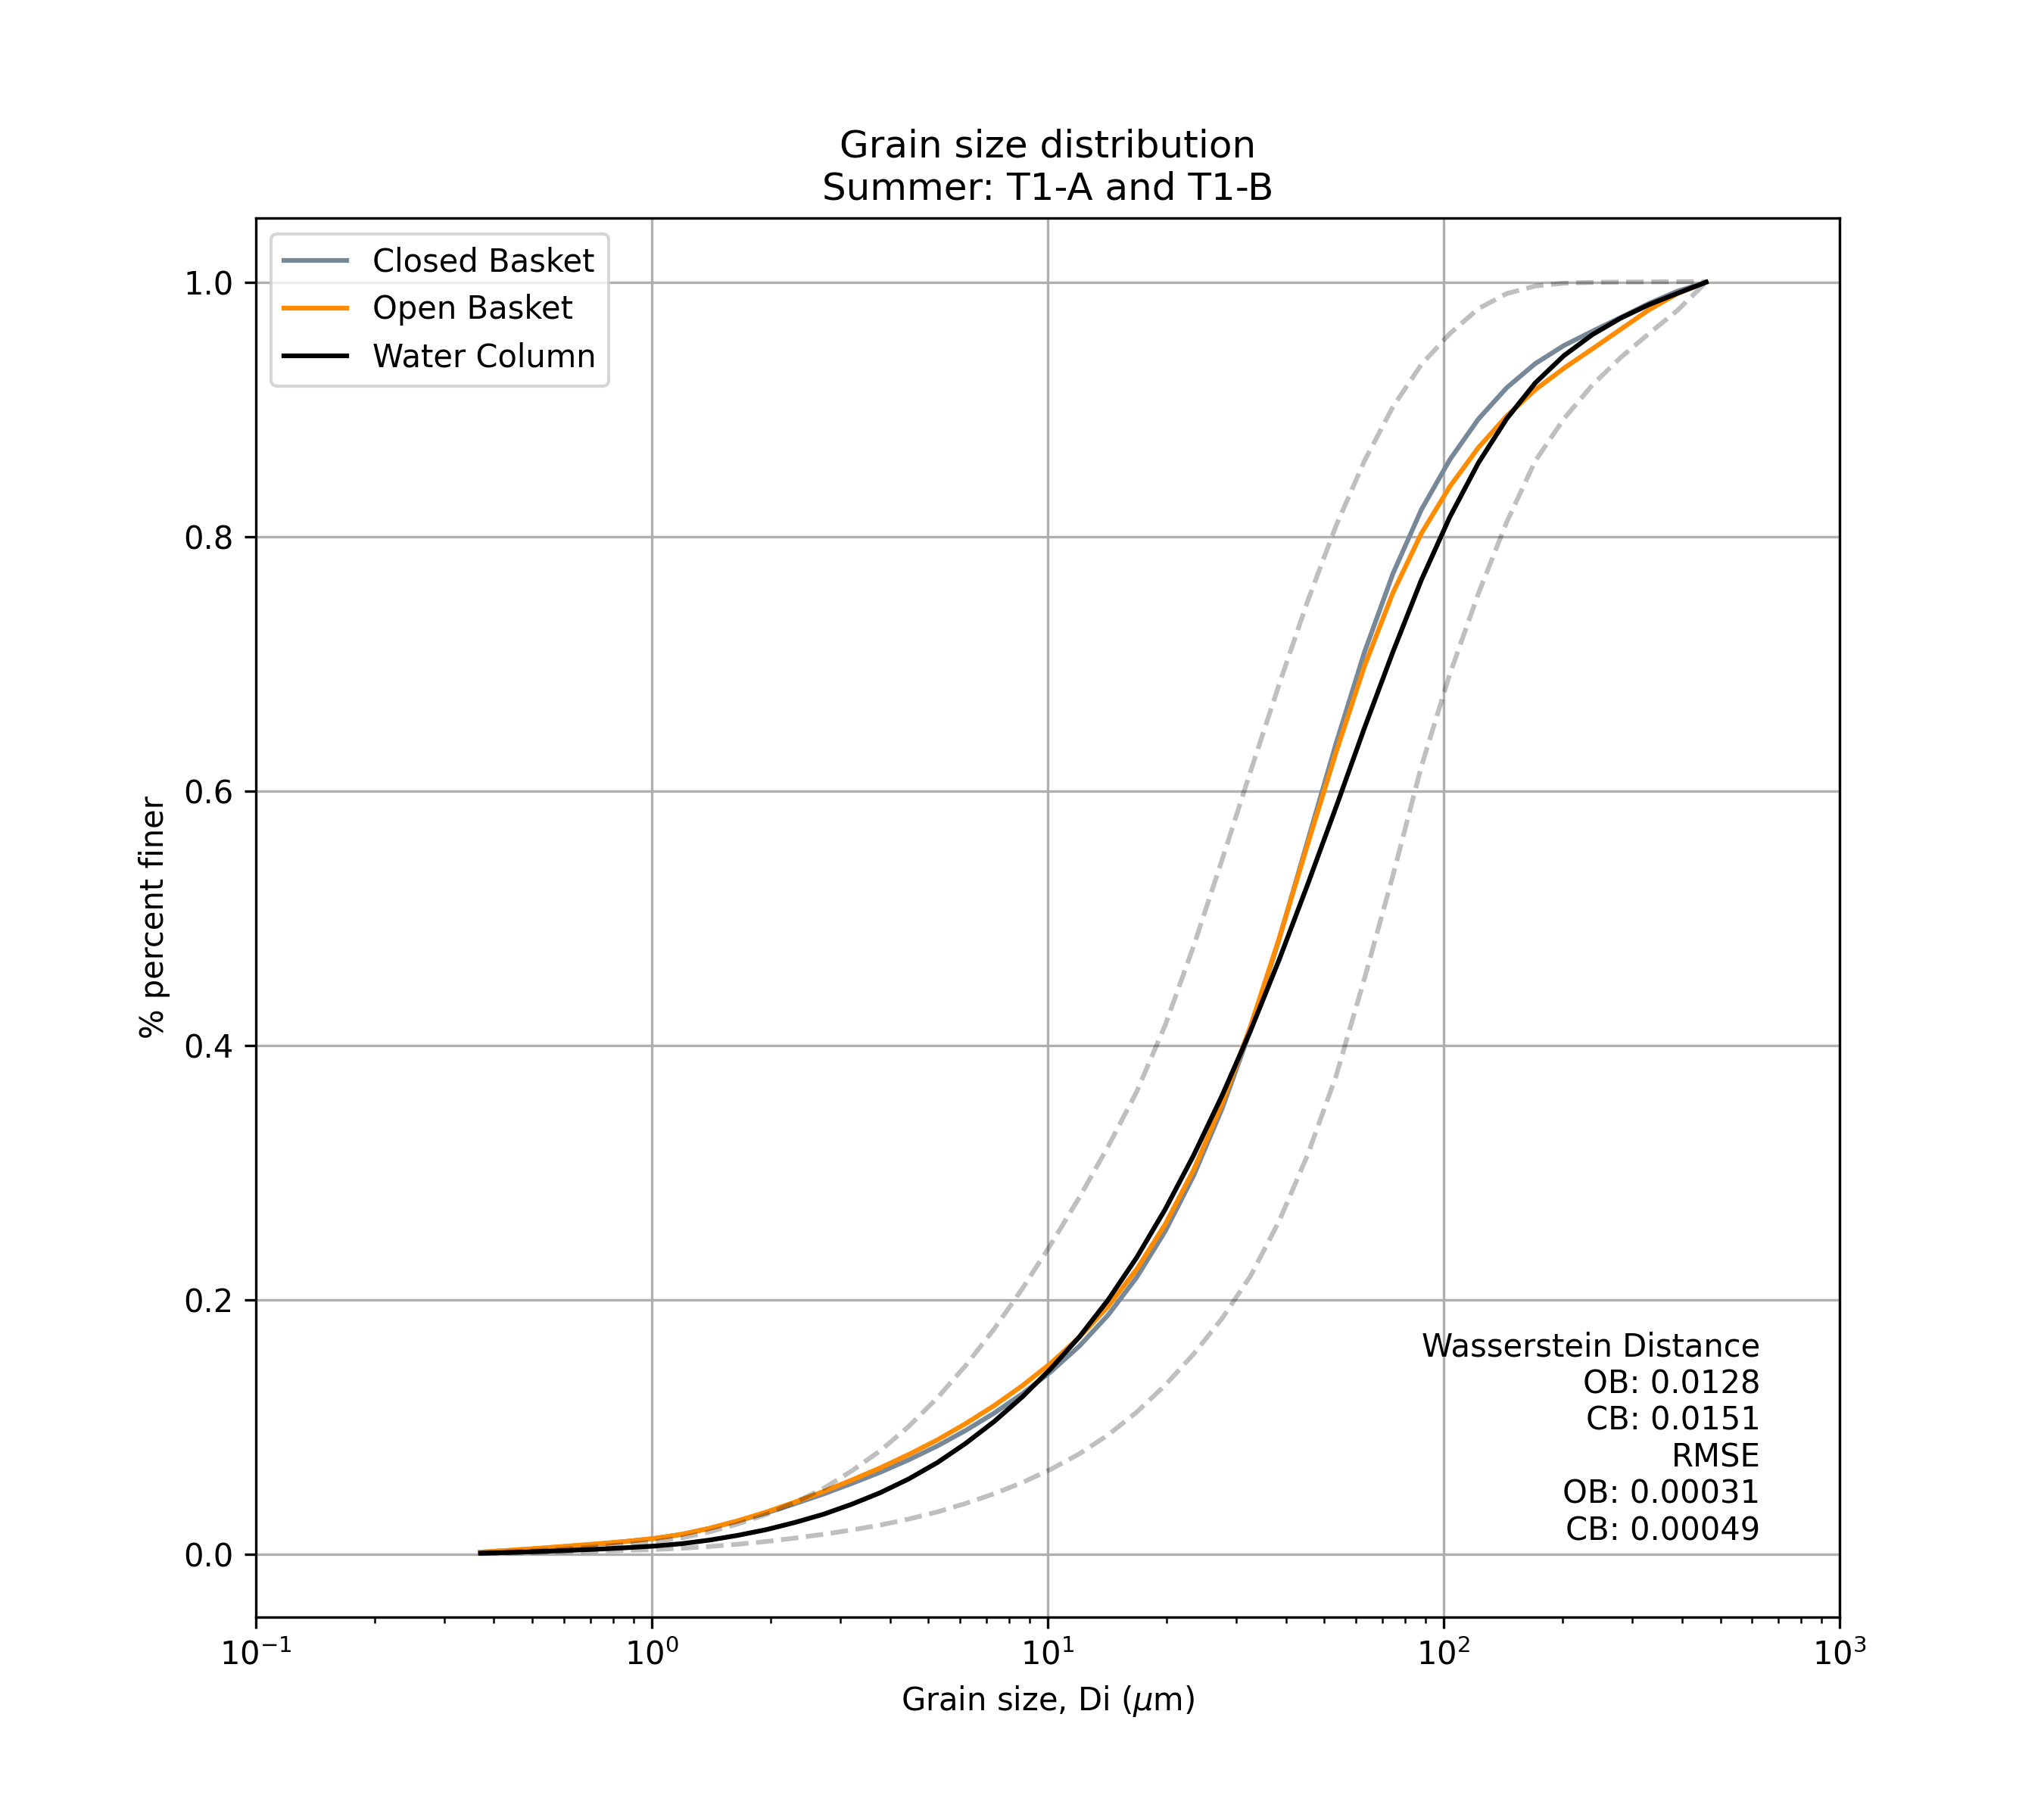 Grain size distribution
Summer: T1-A and T1-B
Closed Basket
Open Basket
Water Column
1.0
0.8
0.6
0.4
0.2
0.0
% percent finer
Wasserstein Distance
OB: 0.0128
CB: 0.0151
RMSE
OB: 0.00031
CB: 0.00049
10⁻¹ 10⁰ 10¹ 10² 10³
Grain size, Di (μm)